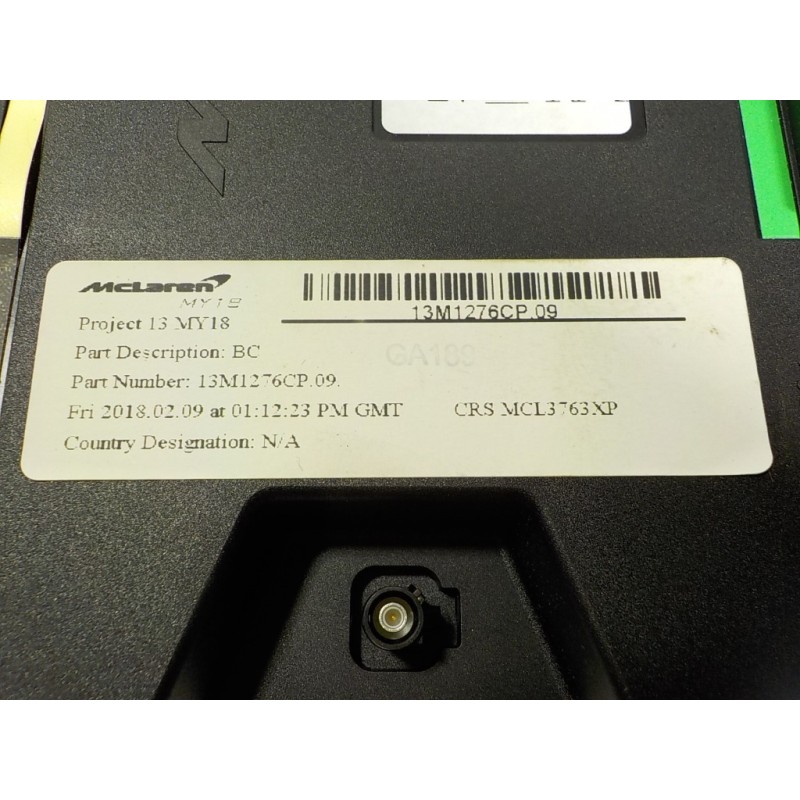 McLaren
MY18
13M1276CP.09
Project 13 MY18
Part Description: BC
GA189
Part Number: 13M1276CP.09.
Fri 2018.02.09 at 01:12:23 PM GMT CRS MCL3763XP
Country Designation: N/A